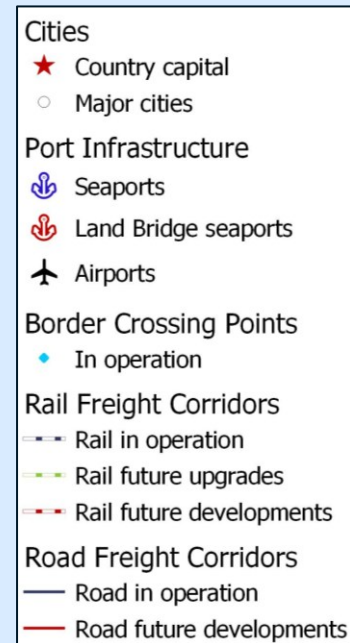 Cities
Country capital
Major cities
Port Infrastructure
Seaports
Land Bridge seaports
Airports
Border Crossing Points
In operation
Rail Freight Corridors
Rail in operation
Rail future upgrades
Rail future developments
Road Freight Corridors
Road in operation
Road future developments